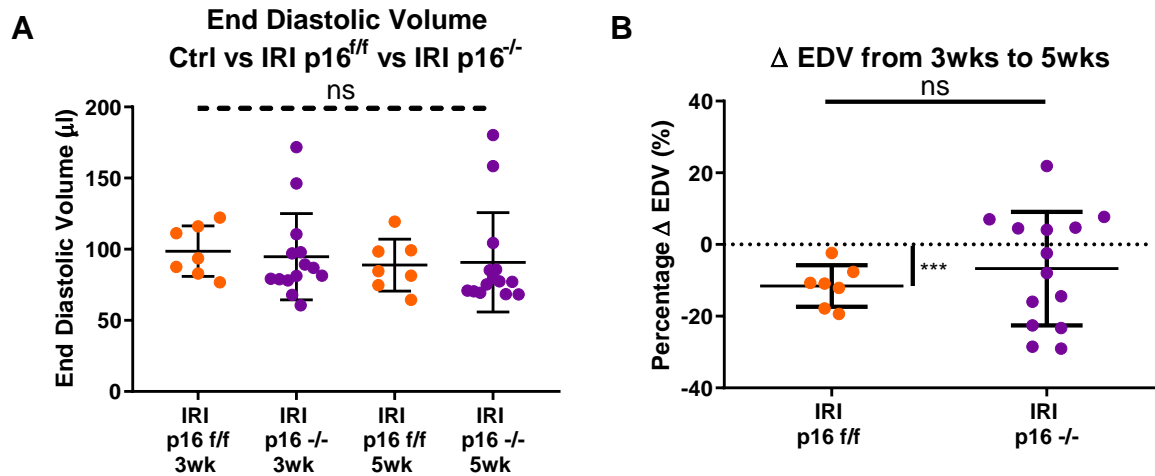 A
End Diastolic Volume
Ctrl vs IRI p16f/f vs IRI p16-/-
ns
End Diastolic Volume (μl)
200
150
100
50
0
IRI
p16 f/f
3wk
IRI
p16 -/-
3wk
IRI
p16 f/f
5wk
IRI
p16 -/-
5wk
B
Δ EDV from 3wks to 5wks
ns
Percentage Δ EDV (%)
40
20
0
-20
-40
***
IRI
p16 f/f
IRI
p16 -/-